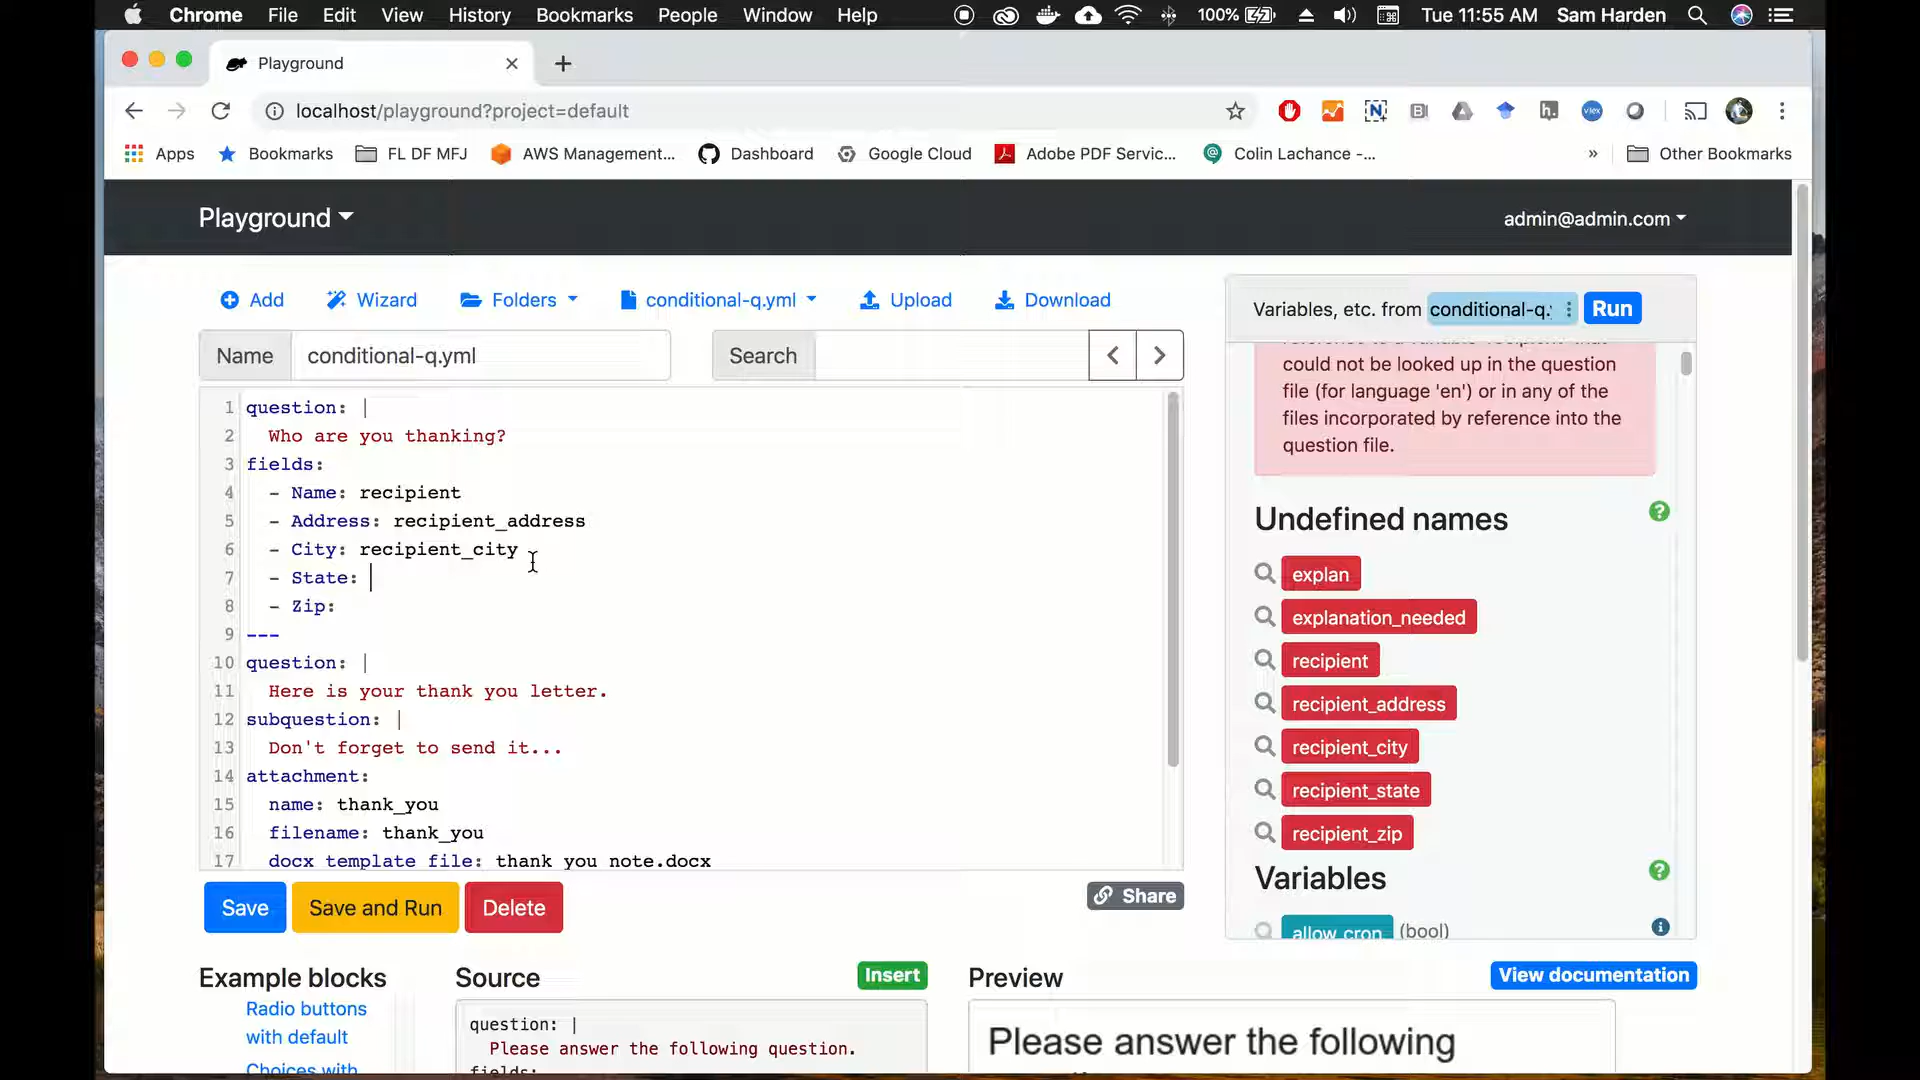 Chrome File Edit View History Bookmarks People Window Help 100% Tue 11:55 AM Sam Harden
Playground
localhost/playground?project=default
Apps Bookmarks FL DF MFJ AWS Management... Dashboard Google Cloud Adobe PDF Servic... Colin Lachance -... » Other Bookmarks
Playground admin@admin.com
Add Wizard Folders conditional-q.yml Upload Download
Name conditional-q.yml Search
Variables, etc. from conditional-q. Run
could not be looked up in the question
file (for language 'en') or in any of the
files incorporated by reference into the
question file.
1 question: |
2 Who are you thanking?
3 fields:
4 - Name: recipient
5 - Address: recipient_address
6 - City: recipient_city
7 - State:
8 - Zip:
9 ---
10 question: |
11 Here is your thank you letter.
12 subquestion: |
13 Don't forget to send it...
14 attachment:
15 name: thank_you
16 filename: thank_you
17 docx template file: thank_you_note.docx
Undefined names
explan
explanation_needed
recipient
recipient_address
recipient_city
recipient_state
recipient_zip
Variables
allow_cron (bool)
Save Save and Run Delete Share
Example blocks
Radio buttons
with default
Choices with
Source Insert
question: |
Please answer the following question.
fields:
Preview View documentation
Please answer the following